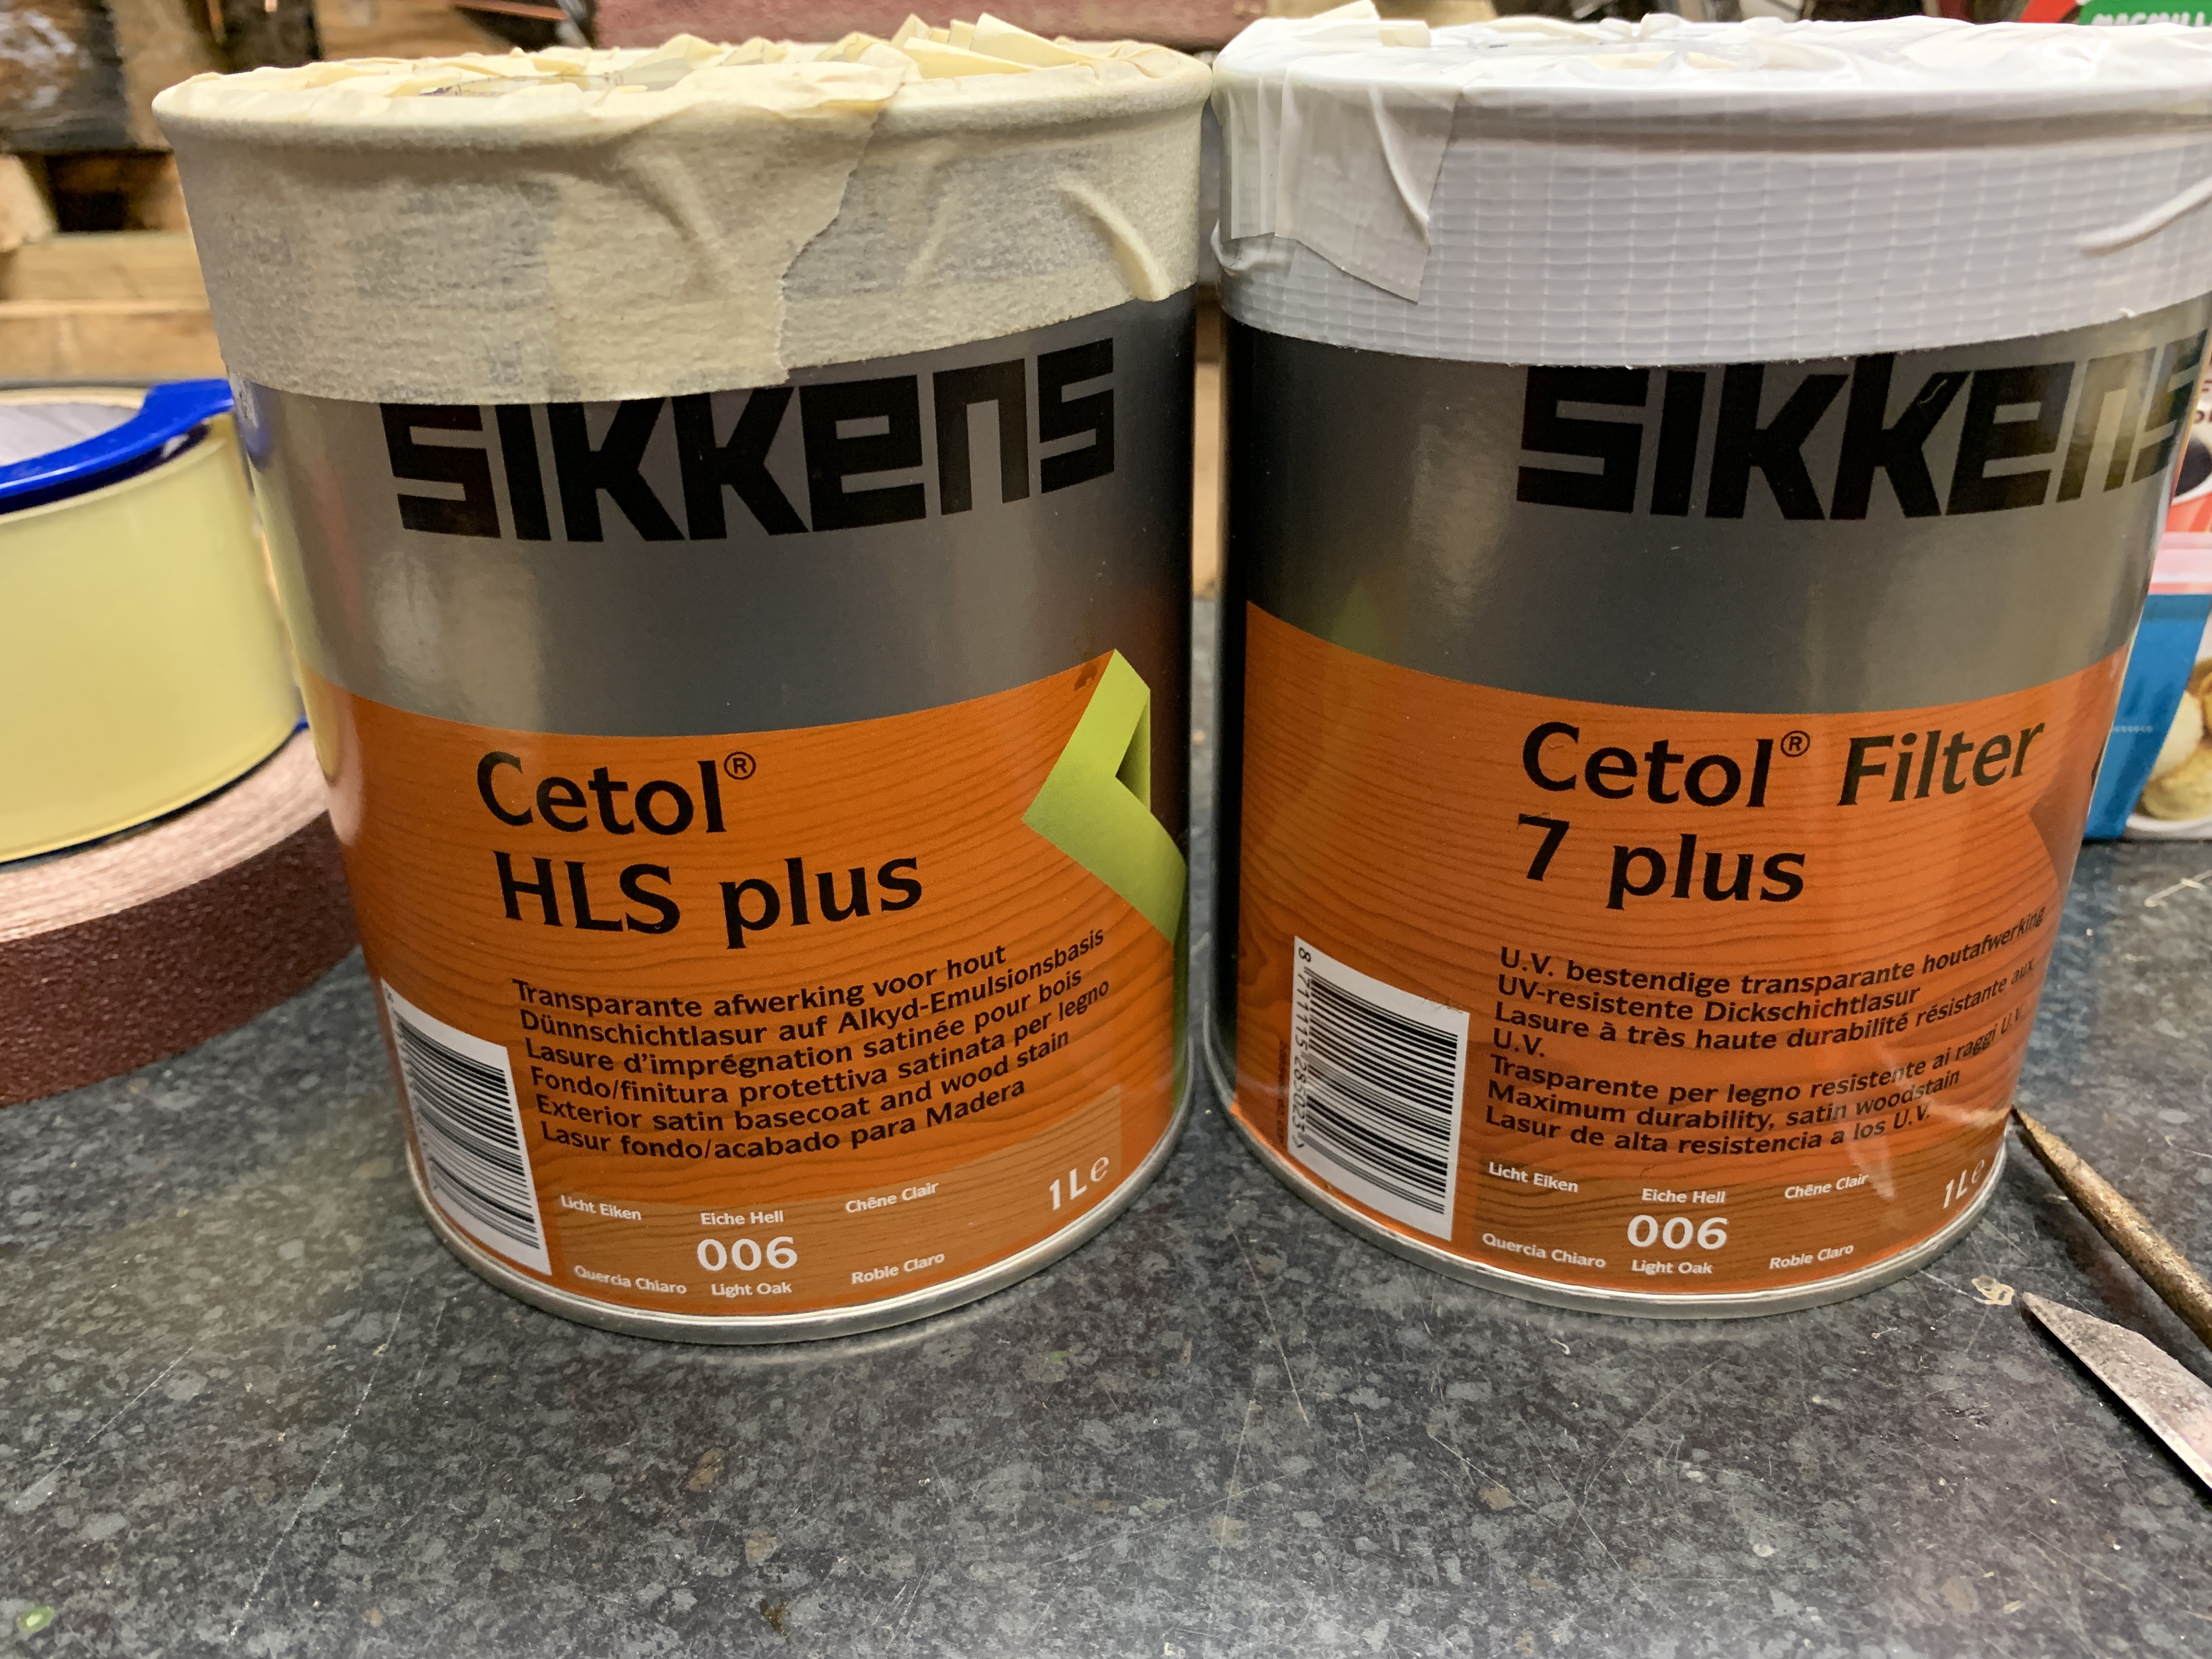 SIKKENS
Cetol®
HLS plus
Transparante afwerking voor hout
Dünnschichtlasur auf Alkyd-Emulsionsbasis
Lasure d'imprégnation satinée pour bois
Fondo/finitura protettiva satinata per legno
Exterior satin basecoat and wood stain
Lasur fondo/acabado para Madera
Licht Eiken
Eiche Hell
Chêne Clair
006
Quercia Chiaro
Light Oak
Roble Claro
1 L e
SIKKENS
Cetol® Filter
7 plus
U.V. bestendige transparante houtafwerking
UV-resistente Dickschichtlasur
Lasure à très haute durabilité résistante aux
U.V.
Trasparente per legno resistente ai raggi U.V.
Maximum durability, satin woodstain
Lasur de alta resistencia a los U.V.
Licht Eiken
Eiche Hell
Chêne Clair
006
Quercia Chiaro
Light Oak
Roble Claro
1 L e